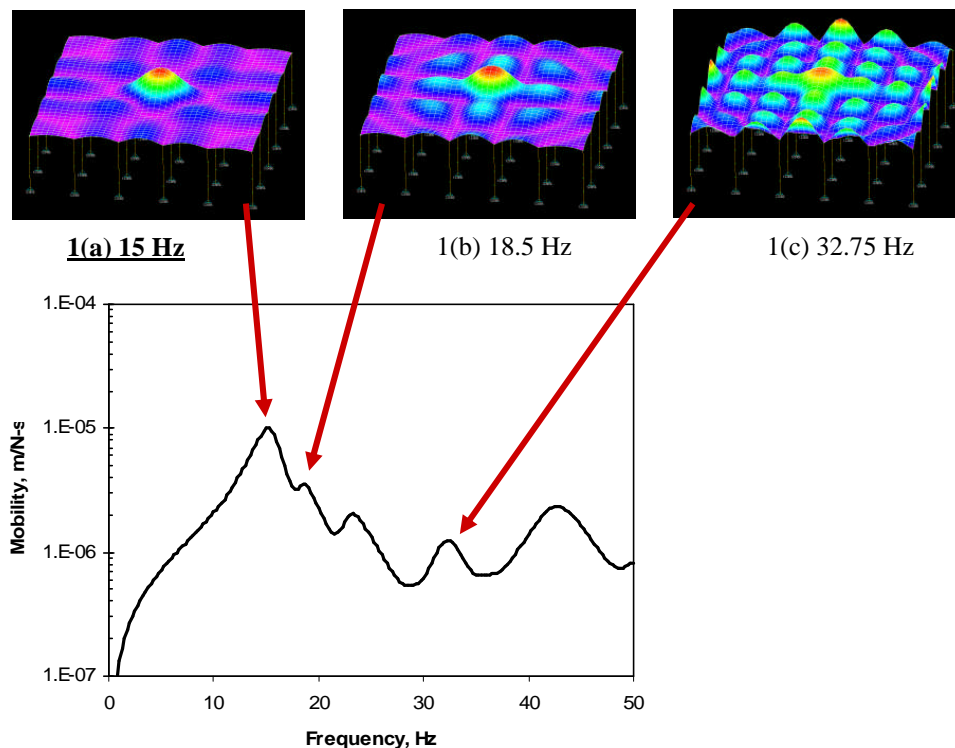 1(a) 15 Hz
1(b) 18.5 Hz
1(c) 32.75 Hz
1.E-04
1.E-05
1.E-06
1.E-07
Mobility, m/N-s
0 10 20 30 40 50
Frequency, Hz